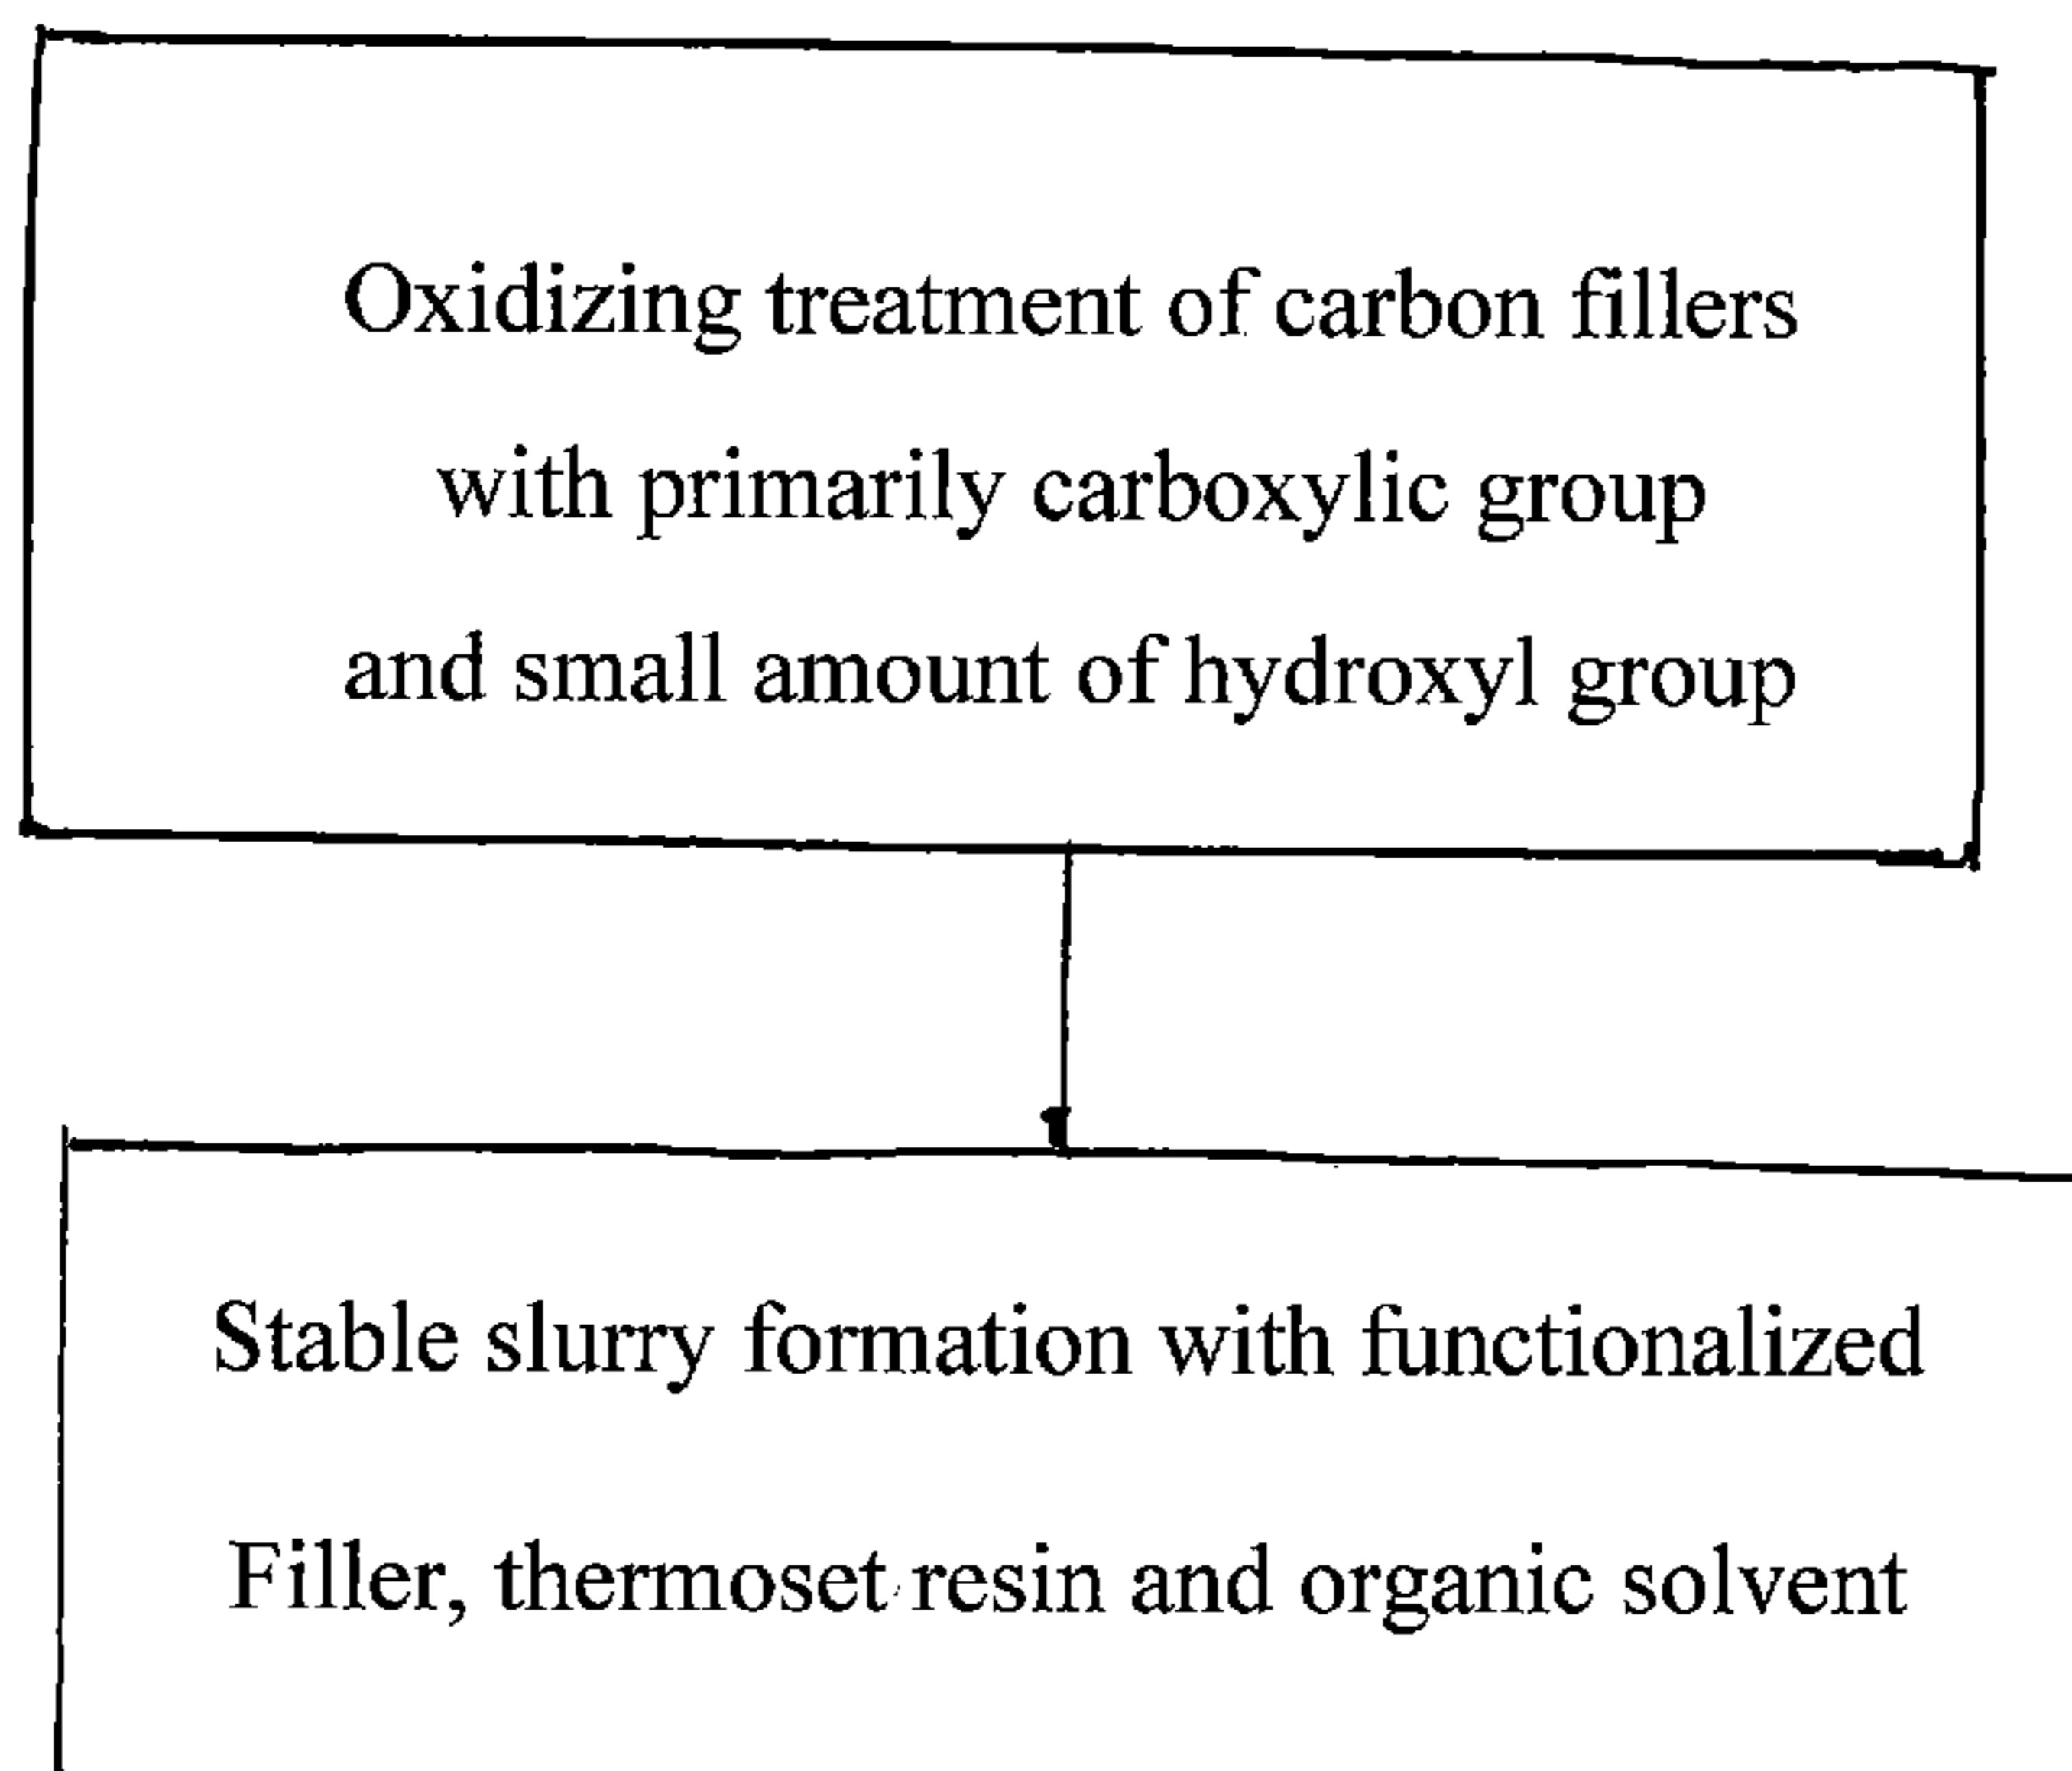 Oxidizing treatment of carbon fillers
with primarily carboxylic group
and small amount of hydroxyl group
Stable slurry formation with functionalized
Filler, thermoset resin and organic solvent